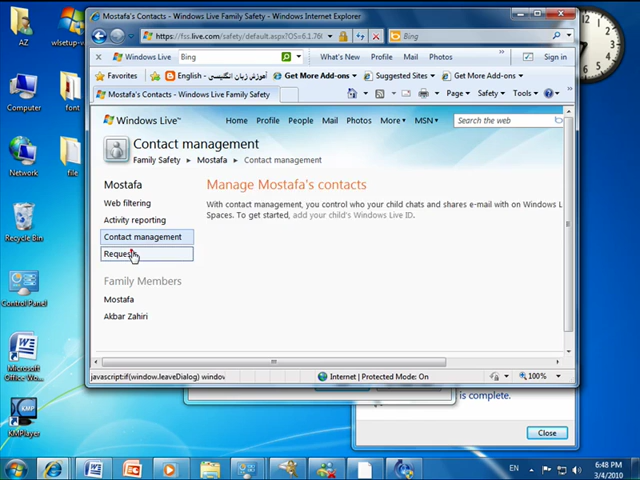 Mostafa's Contacts - Windows Live Family Safety - Windows Internet Explorer
https://fss.live.com/safety/default.aspx?G=6.1.76
Bing
Windows Live
Bing
What's New
Profile
Mail
Photos
Sign in
Favorites
English - آموزش زبان انگلیسی
Get More Add-ons
Suggested Sites
Get More Add-ons
Mostafa's Contacts - Windows Live Family Safety
Page
Safety
Tools
Windows Live
Home
Profile
People
Mail
Photos
More
MSN
Search the web
Contact management
Family Safety
Mostafa
Contact management
Mostafa
Web filtering
Activity reporting
Contact management
Requests
Family Members
Mostafa
Akbar Zahiri
Manage Mostafa's contacts
With contact management, you control who your child chats and shares e-mail with on Windows L
Spaces. To get started, add your child's Windows Live ID.
javascript:if(window.leaveDialog) window
Internet | Protected Mode: On
100%
is complete.
Close
AZ
wlsetup-w
Computer
font
Network
file
Recycle Bin
Control Panel
Microsoft
Office Wo...
KMPlayer
EN
6:48 PM
3/4/2010